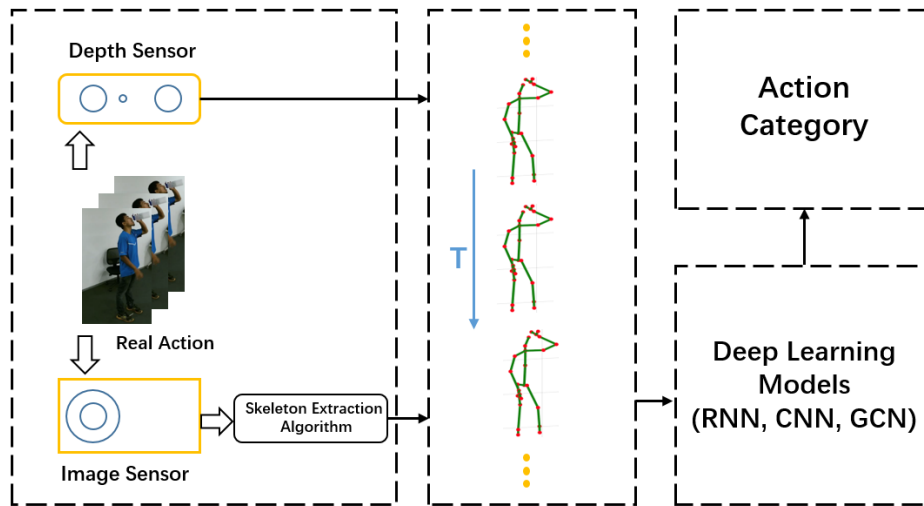 Depth Sensor
Real Action
Image Sensor
Skeleton Extraction
Algorithm
T
Action
Category
Deep Learning
Models
(RNN, CNN, GCN)